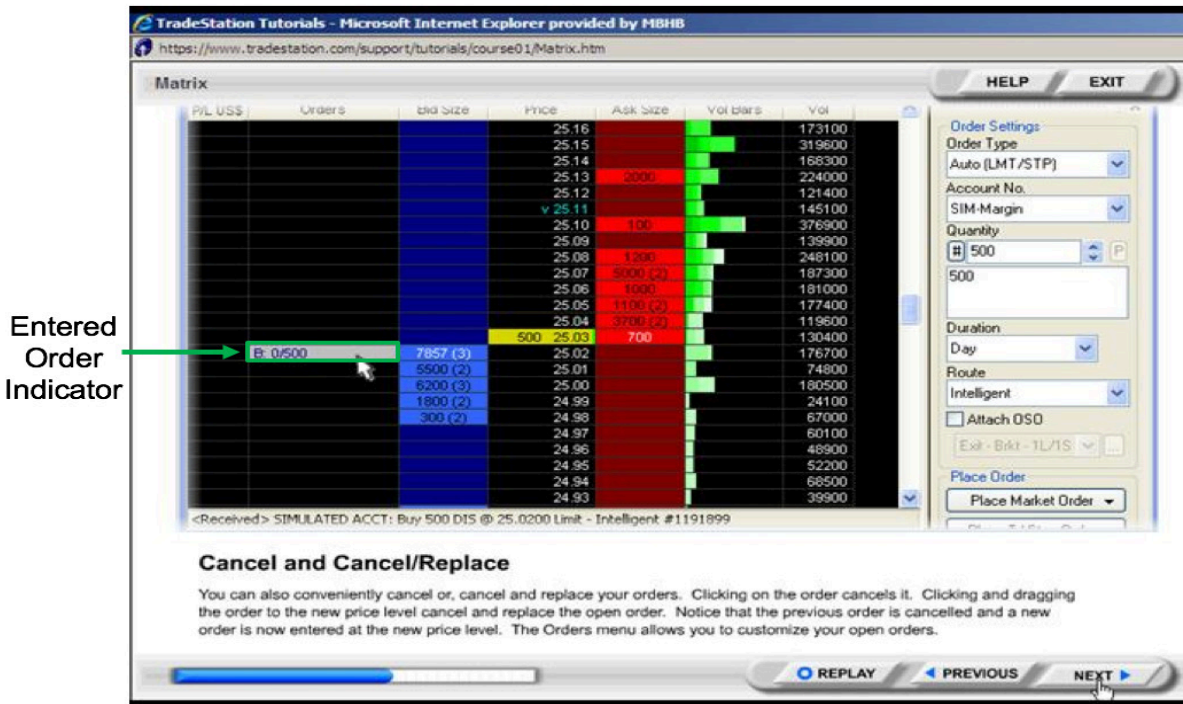 TradeStation Tutorials - Microsoft Internet Explorer provided by MBHB
https://www.tradestation.com/support/tutorials/course01/Matrix.htm
Matrix
HELP
EXIT
P/L US$ Orders Bid Size Price Ask Size Vol Bars Vol
25.16 173100
25.15 319600
25.14 168300
25.13 2000 224000
25.12 121400
v 25.11 145100
25.10 100 376900
25.09 139900
25.08 1200 248100
25.07 5000 (2) 187300
25.06 1000 181000
25.05 1190 (2) 177400
25.04 3700 (2) 119600
500 25.03 700 130400
B: 0/500 7857 (3) 25.02 176700
5500 (2) 25.01 74800
6200 (3) 25.00 180500
1800 (2) 24.99 24100
300 (2) 24.98 67000
24.97 60100
24.96 48900
24.95 52200
24.94 68500
24.93 39900
<Received> SIMULATED ACCT: Buy 500 DIS @ 25.0200 Limit - Intelligent #1191899
Order Settings
Order Type
Auto (LMT/STP)
Account No.
SIM-Margin
Quantity
# 500 P
500
Duration
Day
Route
Intelligent
Attach OSO
Exit - Brkt - 1L/1S ...
Place Order
Place Market Order
Entered
Order
Indicator
Cancel and Cancel/Replace
You can also conveniently cancel or, cancel and replace your orders. Clicking on the order cancels it. Clicking and dragging
the order to the new price level cancel and replace the open order. Notice that the previous order is cancelled and a new
order is now entered at the new price level. The Orders menu allows you to customize your open orders.
REPLAY
PREVIOUS
NEXT